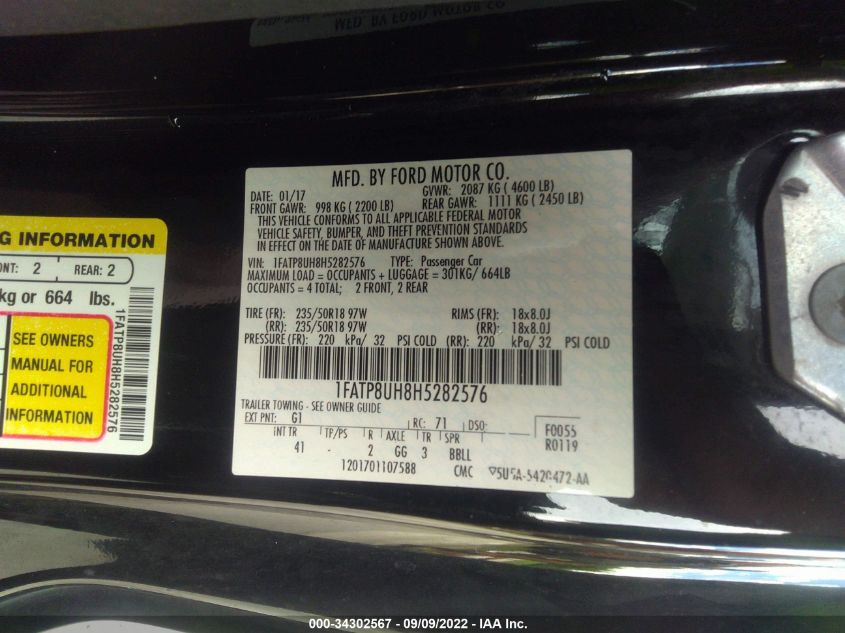 MFD. BY FORD MOTOR CO
MFD. BY FORD MOTOR CO.
DATE: 01/17 GVWR: 2087 KG ( 4600 LB)
FRONT GAWR: 998 KG ( 2200 LB) REAR GAWR: 1111 KG ( 2450 LB)
THIS VEHICLE CONFORMS TO ALL APPLICABLE FEDERAL MOTOR
VEHICLE SAFETY, BUMPER, AND THEFT PREVENTION STANDARDS
IN EFFECT ON THE DATE OF MANUFACTURE SHOWN ABOVE.
VIN: 1FATP8UH8H5282576 TYPE: Passenger Car
MAXIMUM LOAD = OCCUPANTS + LUGGAGE = 301KG/ 664LB
OCCUPANTS = 4 TOTAL; 2 FRONT, 2 REAR
TIRE (FR): 235/50R18 97W RIMS (FR): 18x8.0J
(RR): 235/50R18 97W (RR): 18x8.0J
PRESSURE (FR): 220 kPa/ 32 PSI COLD (RR): 220 kPa/ 32 PSI COLD
1FATP8UH8H5282576
TRAILER TOWING - SEE OWNER GUIDE
EXT PNT: G1 RC: 71 DSO: F0055
R0119
INT TR TP/PS R AXLE TR SPR
41 - 2 GG 3 BBLL
1201701107588 CMC 5U5A-5420472-AA
G INFORMATION
NT: 2 REAR: 2
kg or 664 lbs.
SEE OWNERS
MANUAL FOR
ADDITIONAL
INFORMATION
1FATP8UH8H5282576
000-34302567 - 09/09/2022 - IAA Inc.